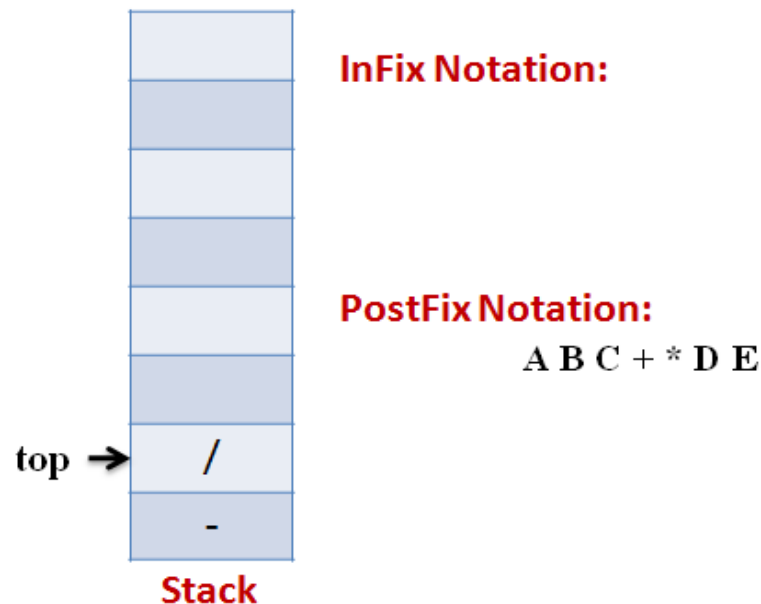 InFix Notation:
PostFix Notation:
A B C + * D E
top → /
-
Stack